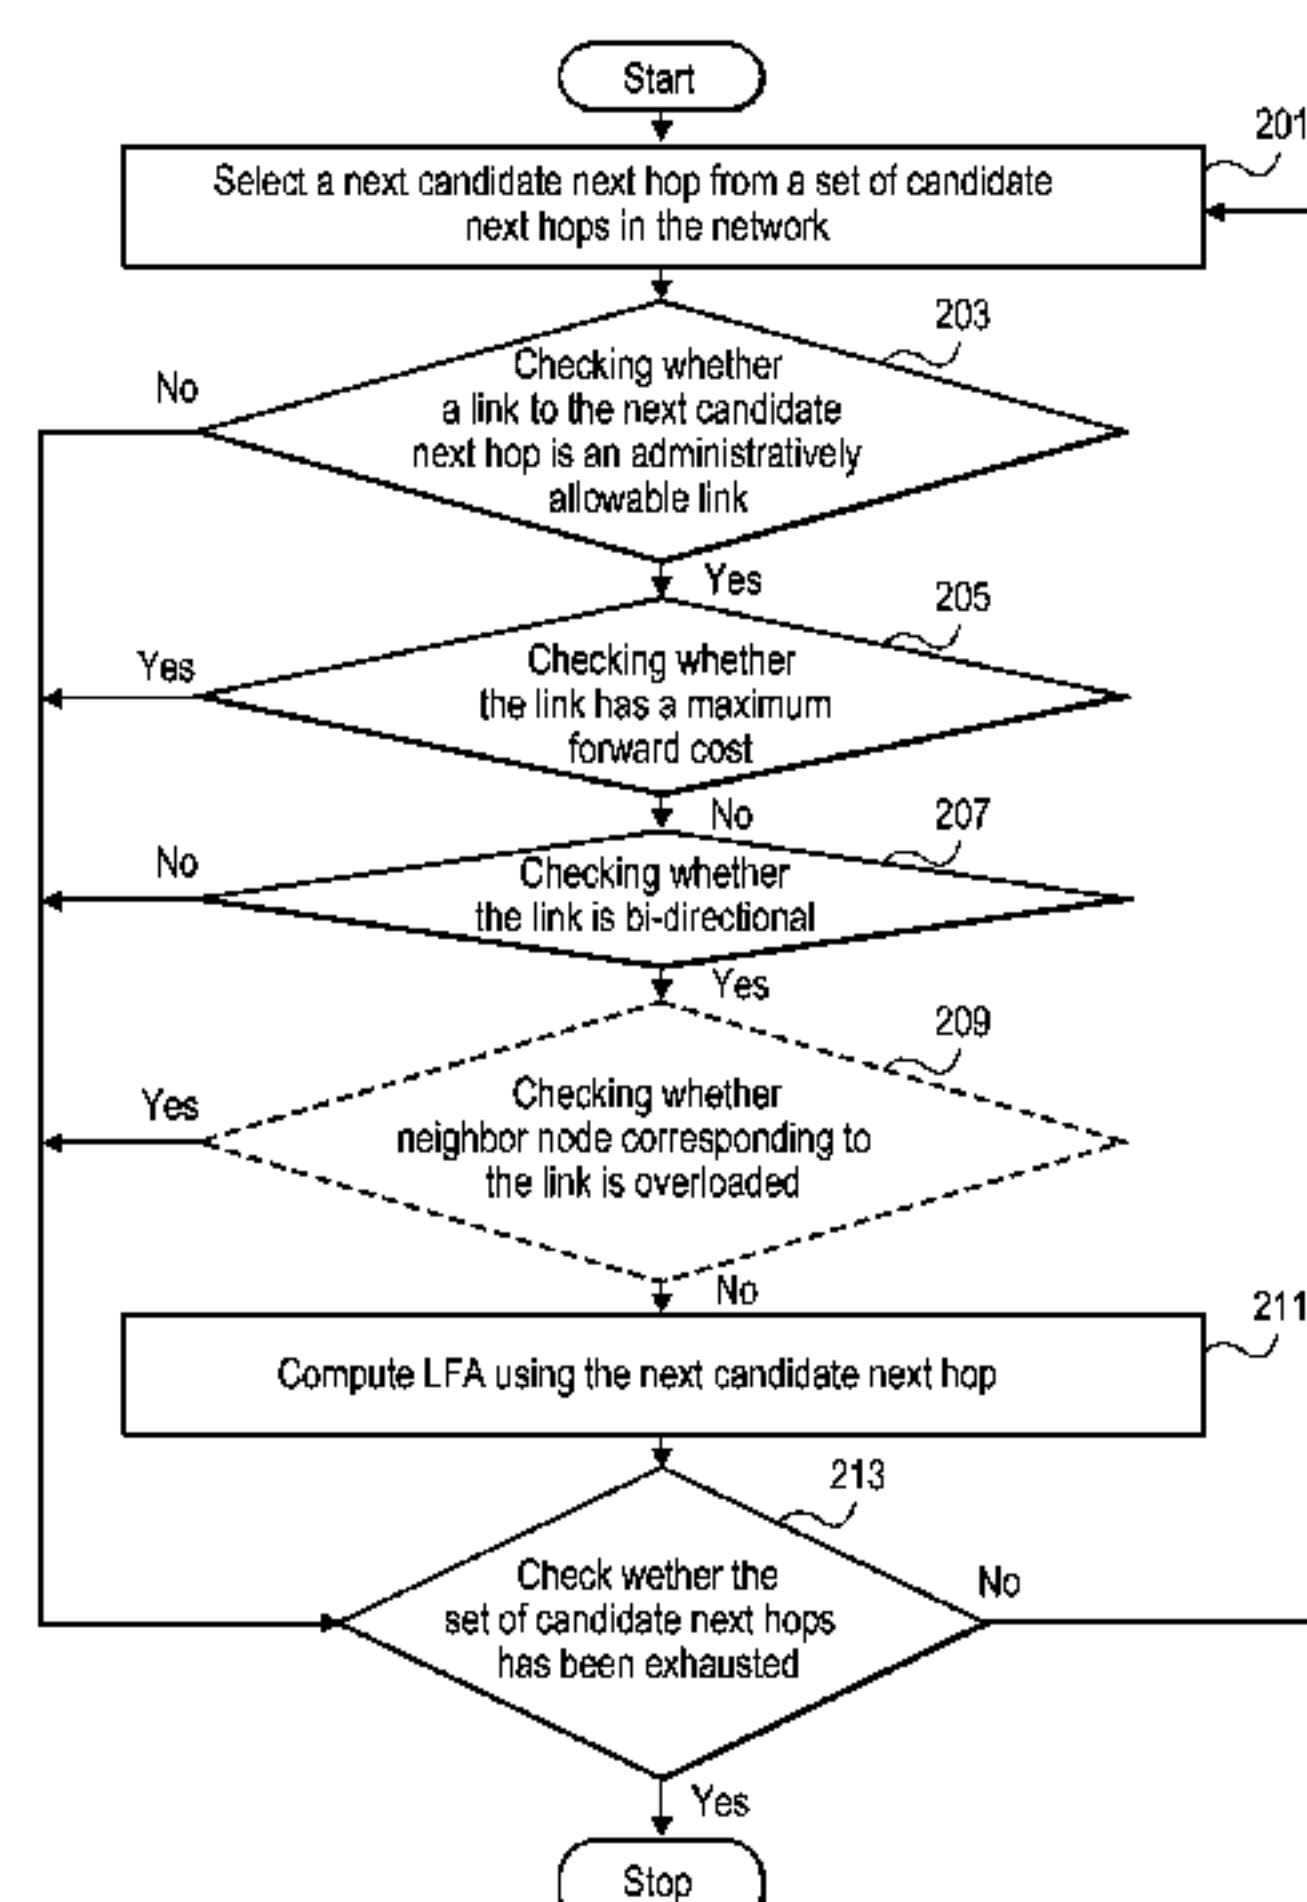 Start
201
Select a next candidate next hop from a set of candidate
next hops in the network
203
No
Checking whether
a link to the next candidate
next hop is an administratively
allowable link
Yes
205
Yes
Checking whether
the link has a maximum
forward cost
No
207
No
Checking whether
the link is bi-directional
Yes
209
Yes
Checking whether
neighbor node corresponding to
the link is overloaded
No
211
Compute LFA using the next candidate next hop
213
Check wether the
set of candidate next hops
has been exhausted
No
Yes
Stop